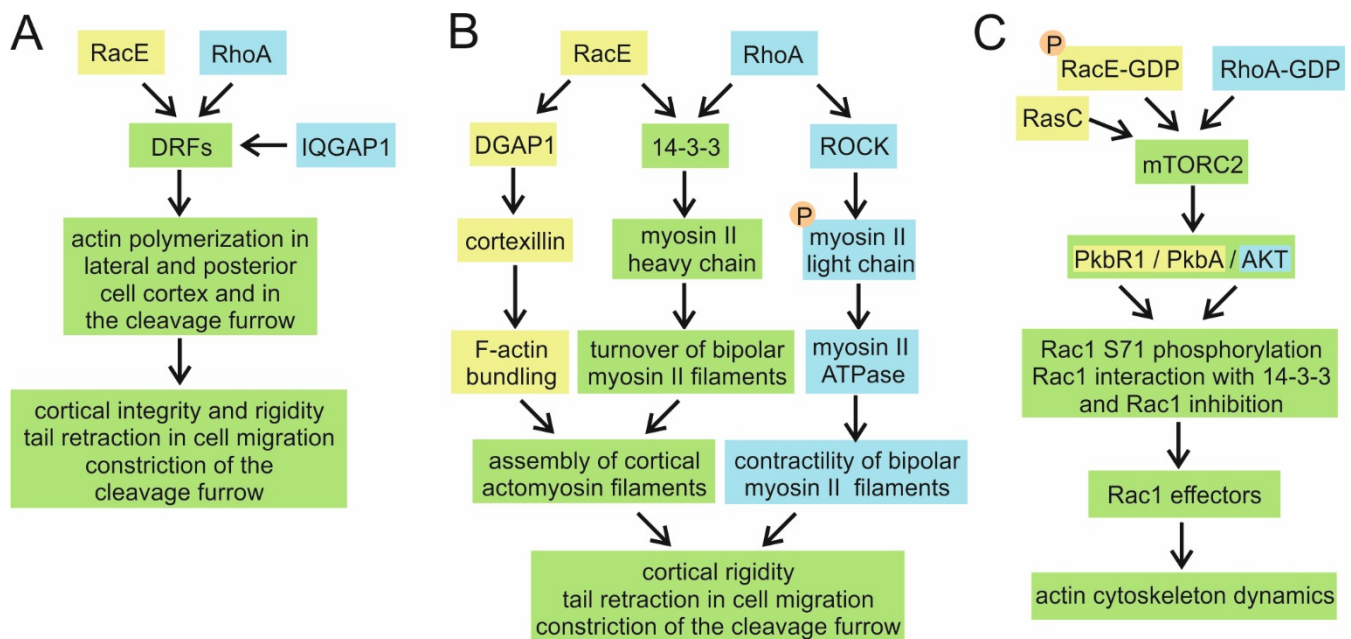 A
RacE
RhoA
DRFs
IQGAP1
actin polymerization in
lateral and posterior
cell cortex and in
the cleavage furrow
cortical integrity and rigidity
tail retraction in cell migration
constriction of the
cleavage furrow
B
RacE
RhoA
DGAP1
14-3-3
ROCK
cortexillin
myosin II
heavy chain
P
myosin II
light chain
F-actin
bundling
turnover of bipolar
myosin II filaments
myosin II
ATPase
assembly of cortical
actomyosin filaments
contractility of bipolar
myosin II filaments
cortical rigidity
tail retraction in cell migration
constriction of the cleavage furrow
C
P
RacE-GDP
RhoA-GDP
RasC
mTORC2
PkbR1 / PkbA / AKT
Rac1 S71 phosphorylation
Rac1 interaction with 14-3-3
and Rac1 inhibition
Rac1 effectors
actin cytoskeleton dynamics